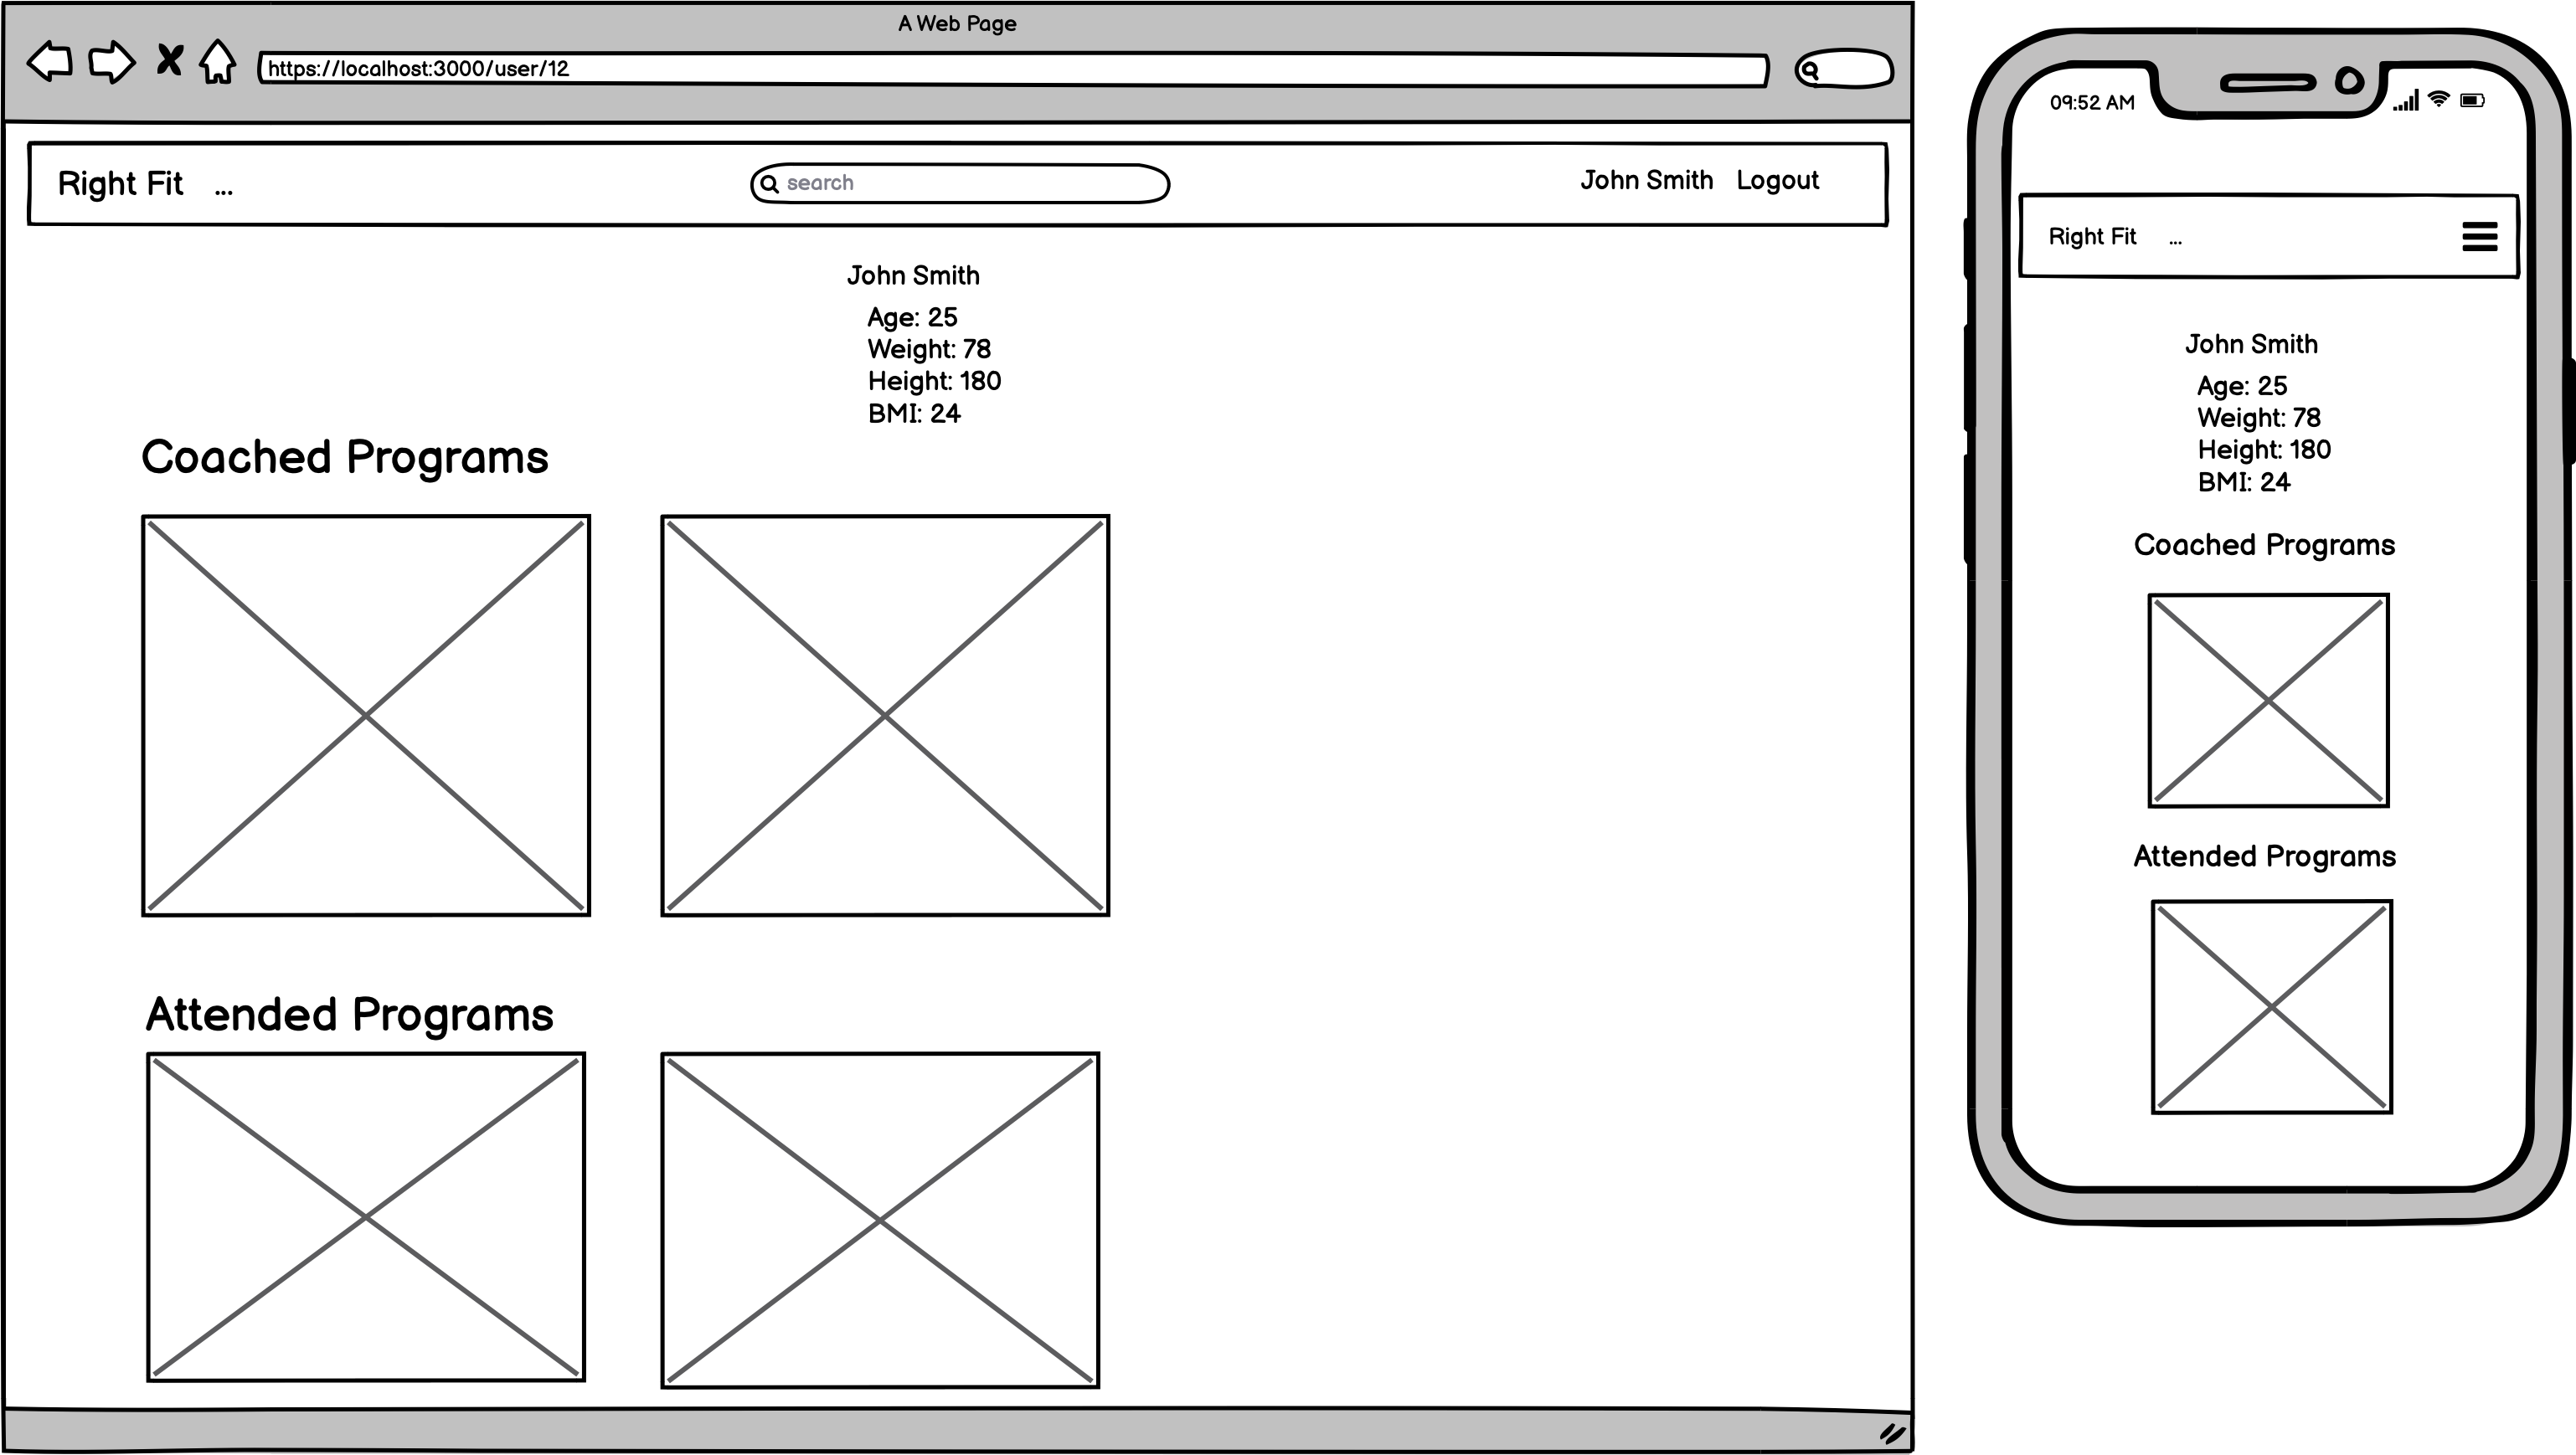 A Web Page
https://localhost:3000/user/12
Right Fit ...
search
John Smith Logout
John Smith
Age: 25
Weight: 78
Height: 180
BMI: 24
Coached Programs
Attended Programs
09:52 AM
Right Fit ...
John Smith
Age: 25
Weight: 78
Height: 180
BMI: 24
Coached Programs
Attended Programs